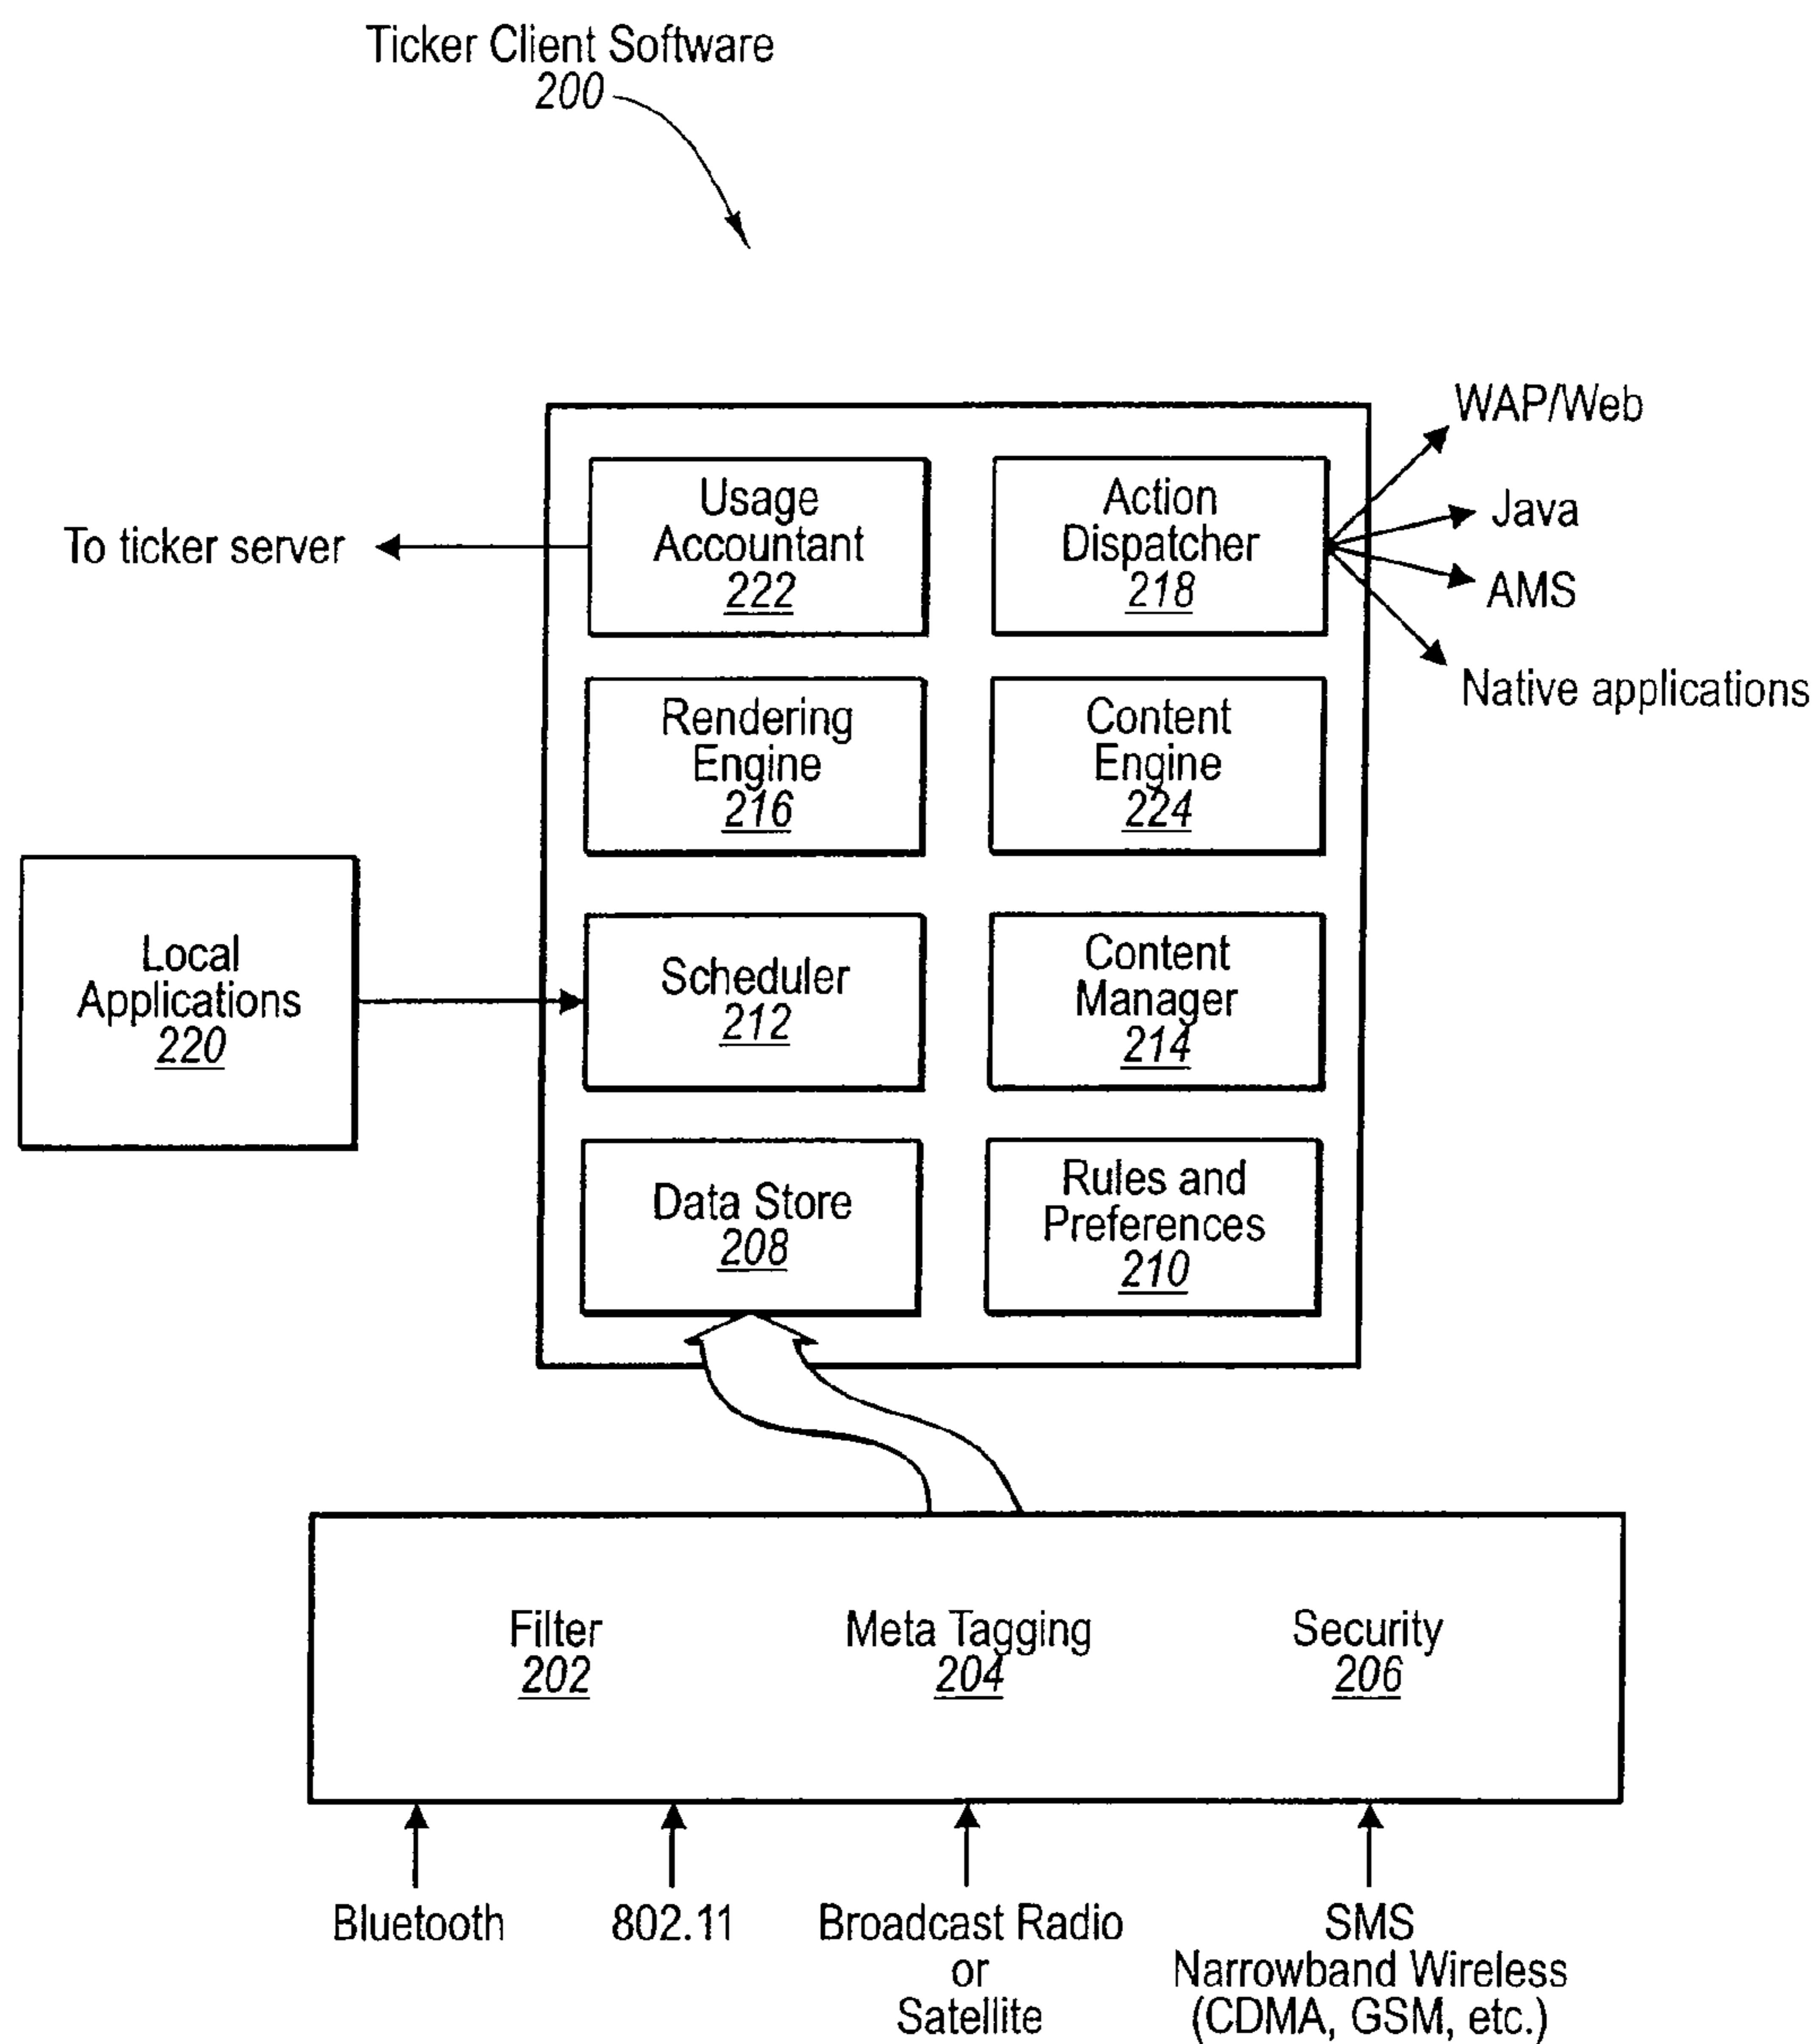 Ticker Client Software
200
WAP/Web
Java
AMS
Native applications
To ticker server
Usage
Accountant
222
Action
Dispatcher
218
Rendering
Engine
216
Content
Engine
224
Local
Applications
220
Scheduler
212
Content
Manager
214
Data Store
208
Rules and
Preferences
210
Filter
202
Meta Tagging
204
Security
206
Bluetooth
802.11
Broadcast Radio
or
Satellite
SMS
Narrowband Wireless
(CDMA, GSM, etc.)